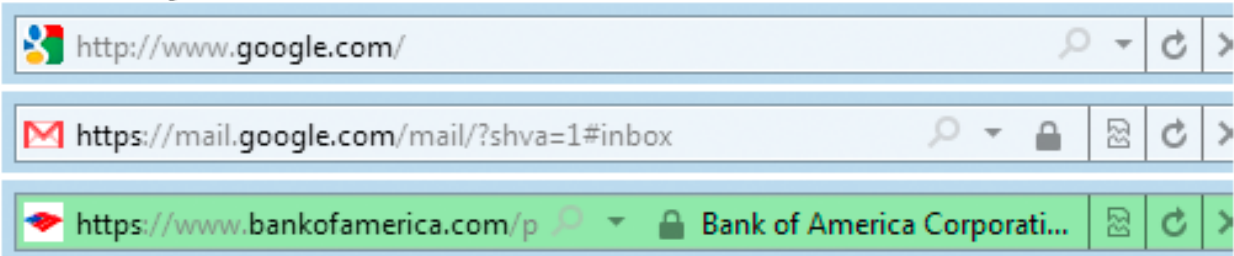 http://www.google.com/
https://mail.google.com/mail/?shva=1#inbox
https://www.bankofamerica.com/p Bank of America Corporati...